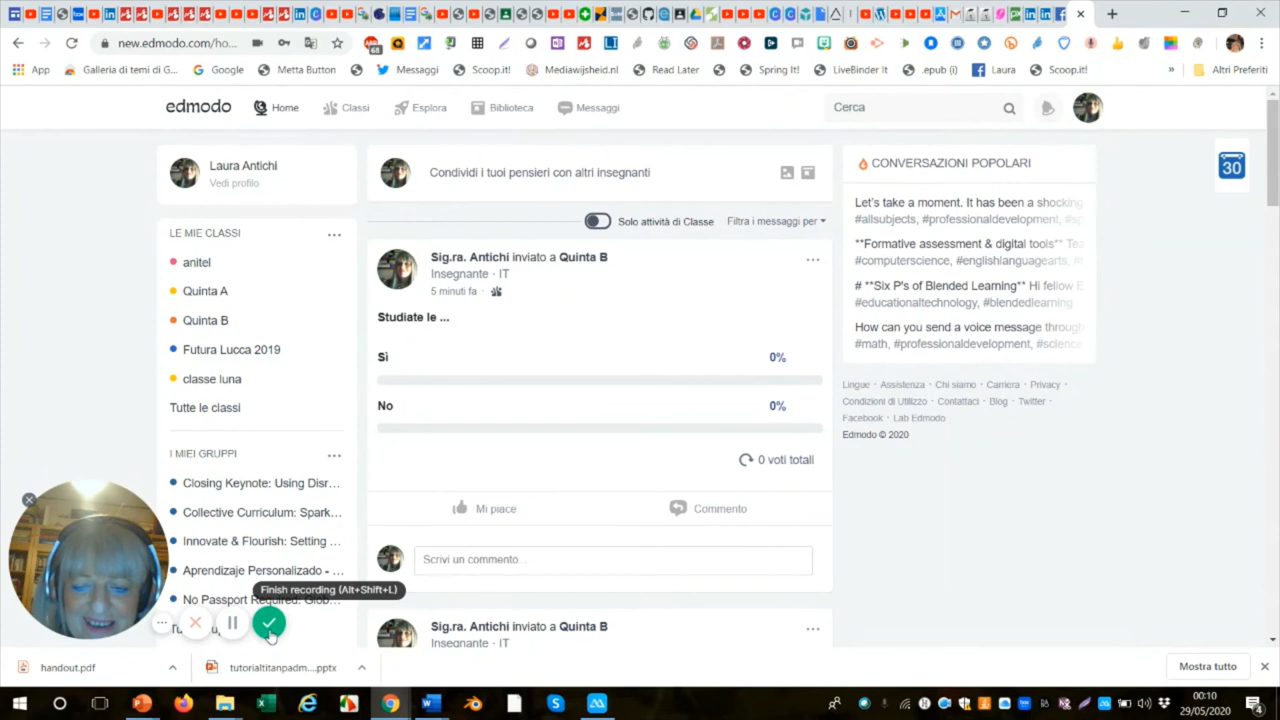 new.edmodo.com/ho...
68
App
Galleria di temi di G...
Google
Metta Button
Messaggi
Scoop.it!
Mediawijsheid.nl
Read Later
Spring It!
LiveBinder It
.epub (i)
Laura
Scoop.it!
»
Altri Preferiti
edmodo
Home
Classi
Esplora
Biblioteca
Messaggi
Cerca
30
Laura Antichi
Vedi profilo
LE MIE CLASSI
anitel
Quinta A
Quinta B
Futura Lucca 2019
classe luna
Tutte le classi
I MIEI GRUPPI
Closing Keynote: Using Disr...
Collective Curriculum: Spark...
Innovate & Flourish: Setting ...
Aprendizaje Personalizado - ...
No Passport Required: Glob...
Finish recording (Alt+Shift+L)
Condividi i tuoi pensieri con altri insegnanti
Solo attività di Classe
Filtra i messaggi per
Sig.ra. Antichi inviato a Quinta B
Insegnante · IT
5 minuti fa ·
Studiate le ...
Sì 0%
No 0%
0 voti totali
Mi piace
Commento
Scrivi un commento...
Sig.ra. Antichi inviato a Quinta B
Insegnante · IT
CONVERSAZIONI POPOLARI
Let's take a moment. It has been a shocking
#allsubjects, #professionaldevelopment, #sp
**Formative assessment & digital tools** Tea
#computerscience, #englishlanguagearts, #
# **Six P's of Blended Learning** Hi fellow E
#educationaltechnology, #blendedlearning
How can you send a voice message through
#math, #professionaldevelopment, #science
Lingue · Assistenza · Chi siamo · Carriera · Privacy ·
Condizioni di Utilizzo · Contattaci · Blog · Twitter ·
Facebook · Lab Edmodo
Edmodo © 2020
handout.pdf
tutorialtitanpadm....pptx
Mostra tutto
00:10
29/05/2020
4